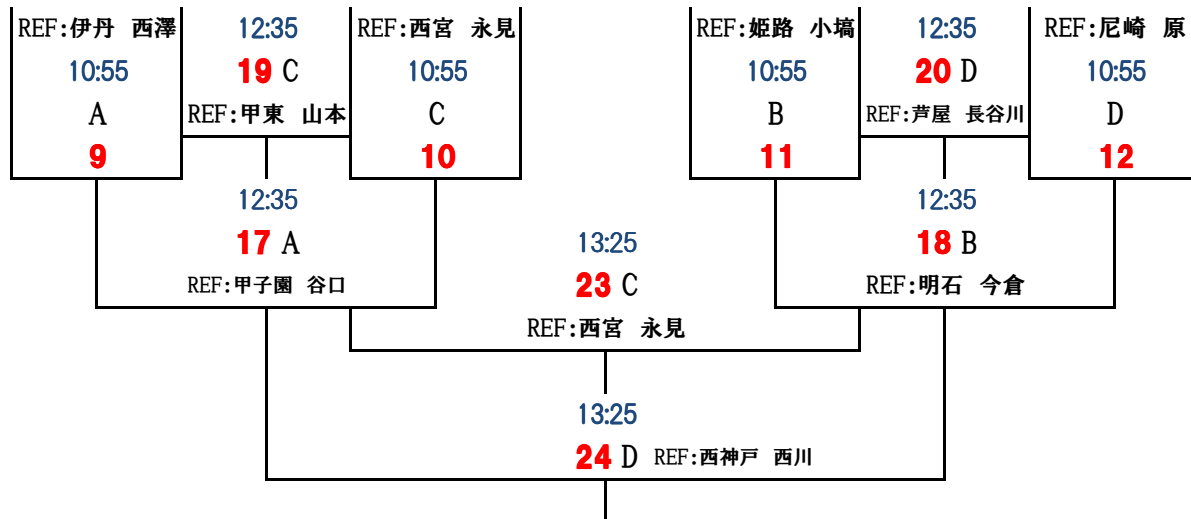 REF:伊丹 西澤
10:55
A
9
12:35
19 C
REF:甲東 山本
REF:西宮 永見
10:55
C
10
REF:姫路 小塙
10:55
B
11
12:35
20 D
REF:芦屋 長谷川
REF:尼崎 原
10:55
D
12
12:35
17 A
REF:甲子園 谷口
12:35
18 B
REF:明石 今倉
13:25
23 C
REF:西宮 永見
13:25
24 D REF:西神戸 西川